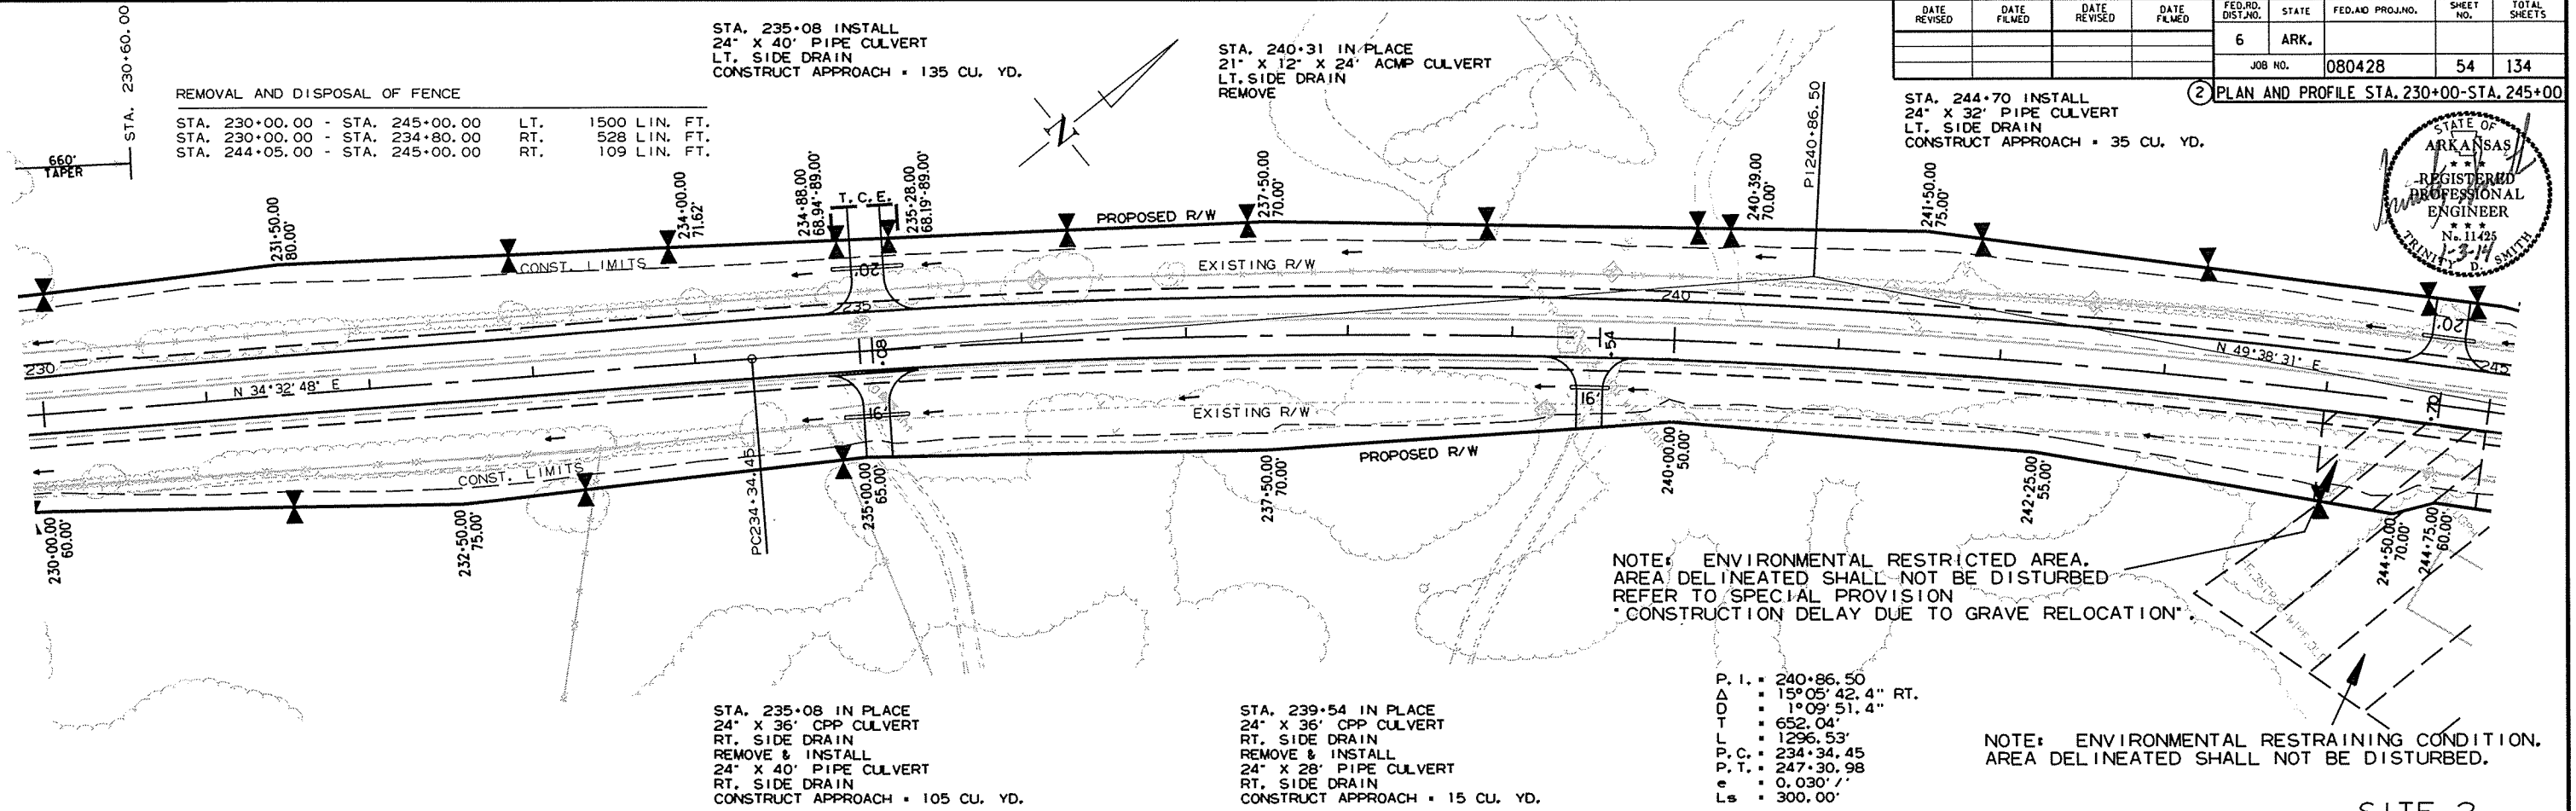 STA. 230+60.00
660'
TAPER
REMOVAL AND DISPOSAL OF FENCE
STA. 230+00.00 - STA. 245+00.00 LT. 1500 LIN. FT.
STA. 230+00.00 - STA. 234+80.00 RT. 528 LIN. FT.
STA. 244+05.00 - STA. 245+00.00 RT. 109 LIN. FT.
STA. 235+08 INSTALL
24" X 40' PIPE CULVERT
LT. SIDE DRAIN
CONSTRUCT APPROACH = 135 CU. YD.
N
STA. 240+31 IN PLACE
21" X 12" X 24' ACMP CULVERT
LT. SIDE DRAIN
REMOVE
DATE REVISED
DATE FILMED
DATE REVISED
DATE FILMED
FED.RD. DIST.NO.
STATE
FED.AID PROJ.NO.
SHEET NO.
TOTAL SHEETS
6 ARK.
JOB NO. 080428 54 134
2 PLAN AND PROFILE STA. 230+00-STA. 245+00
STA. 244+70 INSTALL
24" X 32' PIPE CULVERT
LT. SIDE DRAIN
CONSTRUCT APPROACH = 35 CU. YD.
STATE OF
ARKANSAS
★ ★ ★
REGISTERED
PROFESSIONAL
ENGINEER
★ ★ ★
No. 11425
TRINITY D. SMITH
1-3-14
231+50.00
80.00'
234+00.00
71.62'
234+88.00
68.94'-89.00'
T.C.E.
235+28.00
68.19'-89.00'
PROPOSED R/W
237+50.00
70.00'
240+39.00
70.00'
PI240+86.50
241+50.00
75.00'
CONST. LIMITS
20'
EXISTING R/W
235
240
230
N 34°32'48" E
+08
+54
N 49°38'31" E
20'
245
+70
16'
EXISTING R/W
16'
CONST. LIMITS
PROPOSED R/W
230+00.00
60.00'
232+50.00
75.00'
PC234+34.45
235+00.00
65.00'
237+50.00
70.00'
240+00.00
50.00'
242+25.00
55.00'
244+50.00
70.00'
244+75.00
60.00'
NOTE: ENVIRONMENTAL RESTRICTED AREA.
AREA DELINEATED SHALL NOT BE DISTURBED
REFER TO SPECIAL PROVISION
"CONSTRUCTION DELAY DUE TO GRAVE RELOCATION".
STA. 235+08 IN PLACE
24" X 36' CPP CULVERT
RT. SIDE DRAIN
REMOVE & INSTALL
24" X 40' PIPE CULVERT
RT. SIDE DRAIN
CONSTRUCT APPROACH = 105 CU. YD.
STA. 239+54 IN PLACE
24" X 36' CPP CULVERT
RT. SIDE DRAIN
REMOVE & INSTALL
24" X 28' PIPE CULVERT
RT. SIDE DRAIN
CONSTRUCT APPROACH = 15 CU. YD.
P.I. = 240+86.50
Δ = 15°05'42.4" RT.
D = 1°09'51.4"
T = 652.04'
L = 1296.53'
P.C. = 234+34.45
P.T. = 247+30.98
e = 0.030'/'
Ls = 300.00'
NOTE: ENVIRONMENTAL RESTRAINING CONDITION.
AREA DELINEATED SHALL NOT BE DISTURBED.